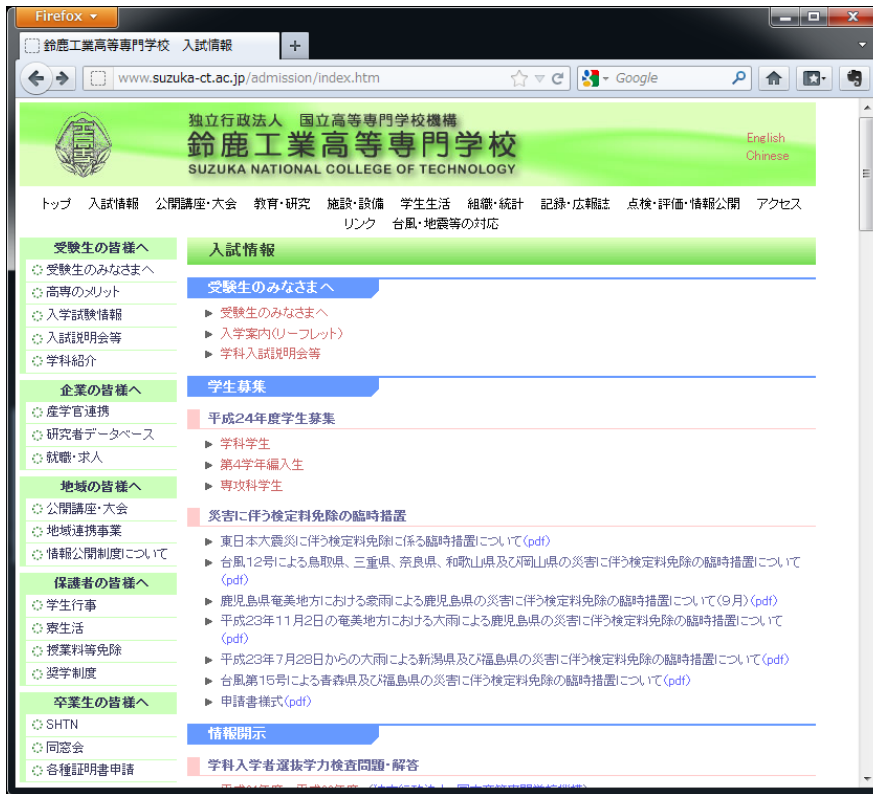 Firefox
鈴鹿工業高等専門学校 入試情報
www.suzuka-ct.ac.jp/admission/index.htm
Google
独立行政法人 国立高等専門学校機構
鈴鹿工業高等専門学校
SUZUKA NATIONAL COLLEGE OF TECHNOLOGY
English
Chinese
トップ 入試情報 公開講座・大会 教育・研究 施設・設備 学生生活 組織・統計 記録・広報誌 点検・評価・情報公開 アクセス
リンク 台風・地震等の対応
受験生の皆様へ
受験生のみなさまへ
高専のメリット
入学試験情報
入試説明会等
学科紹介
企業の皆様へ
産学官連携
研究者データベース
就職・求人
地域の皆様へ
公開講座・大会
地域連携事業
情報公開制度について
保護者の皆様へ
学生行事
寮生活
授業料等免除
奨学制度
卒業生の皆様へ
SHTN
同窓会
各種証明書申請
入試情報
受験生のみなさまへ
受験生のみなさまへ
入学案内(リーフレット)
学科入試説明会等
学生募集
平成24年度学生募集
学科学生
第4学年編入生
専攻科学生
災害に伴う検定料免除の臨時措置
東日本大震災に伴う検定料免除に係る臨時措置について(pdf)
台風12号による鳥取県、三重県、奈良県、和歌山県及び岡山県の災害に伴う検定料免除の臨時措置について
(pdf)
鹿児島県奄美地方における豪雨による鹿児島県の災害に伴う検定料免除の臨時措置について(9月)(pdf)
平成23年11月2日の奄美地方における大雨による鹿児島県の災害に伴う検定料免除の臨時措置について
(pdf)
平成23年7月28日からの大雨による新潟県及び福島県の災害に伴う検定料免除の臨時措置について(pdf)
台風第15号による青森県及び福島県の災害に伴う検定料免除の臨時措置について(pdf)
申請書様式(pdf)
情報開示
学科入学者選抜学力検査問題・解答